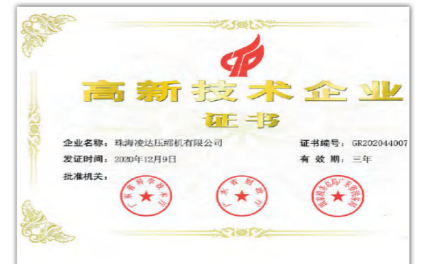 高新技术企业
证书
企业名称：珠海凌达压缩机有限公司
证书编号：GR202044007
发证时间：2020年12月9日
有效期：三年
批准机关：